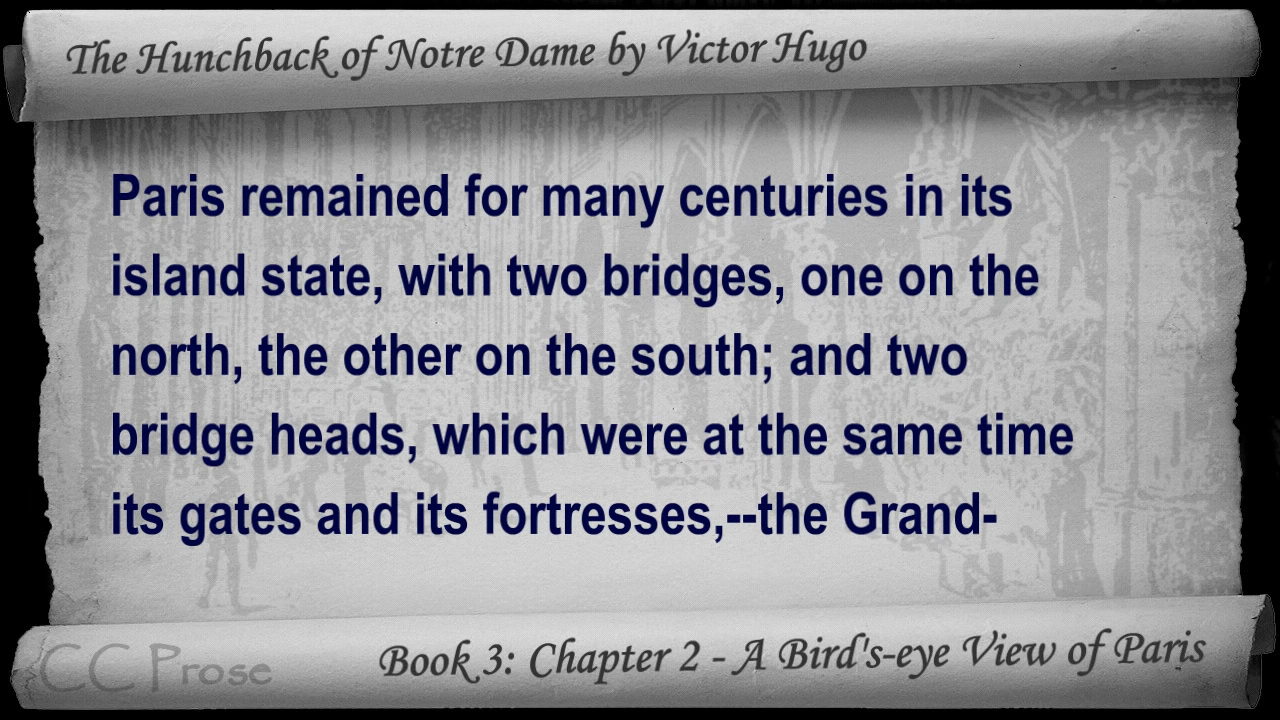 The Hunchback of Notre Dame by Victor Hugo
Paris remained for many centuries in its
island state, with two bridges, one on the
north, the other on the south; and two
bridge heads, which were at the same time
its gates and its fortresses,--the Grand-
CC Prose
Book 3: Chapter 2 - A Bird's-eye View of Paris